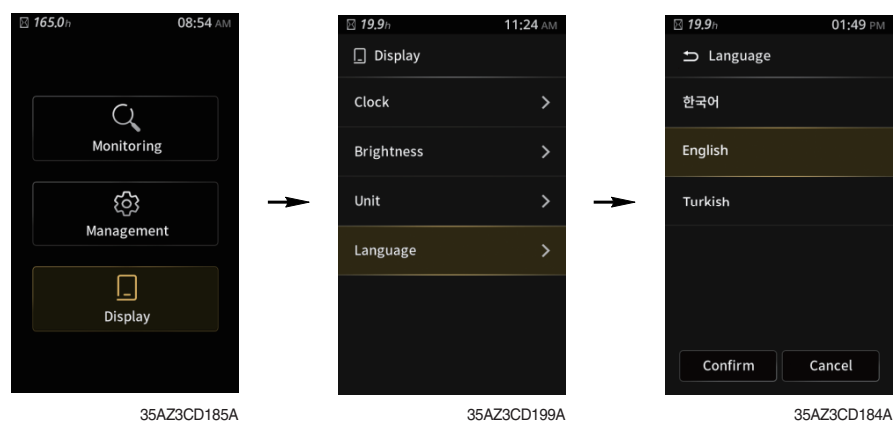 165.0h 08:54 AM
Monitoring
Management
Display
35AZ3CD185A
19.9h 11:24 AM
Display
Clock
Brightness
Unit
Language
35AZ3CD199A
19.9h 01:49 PM
Language
한국어
English
Turkish
Confirm Cancel
35AZ3CD184A